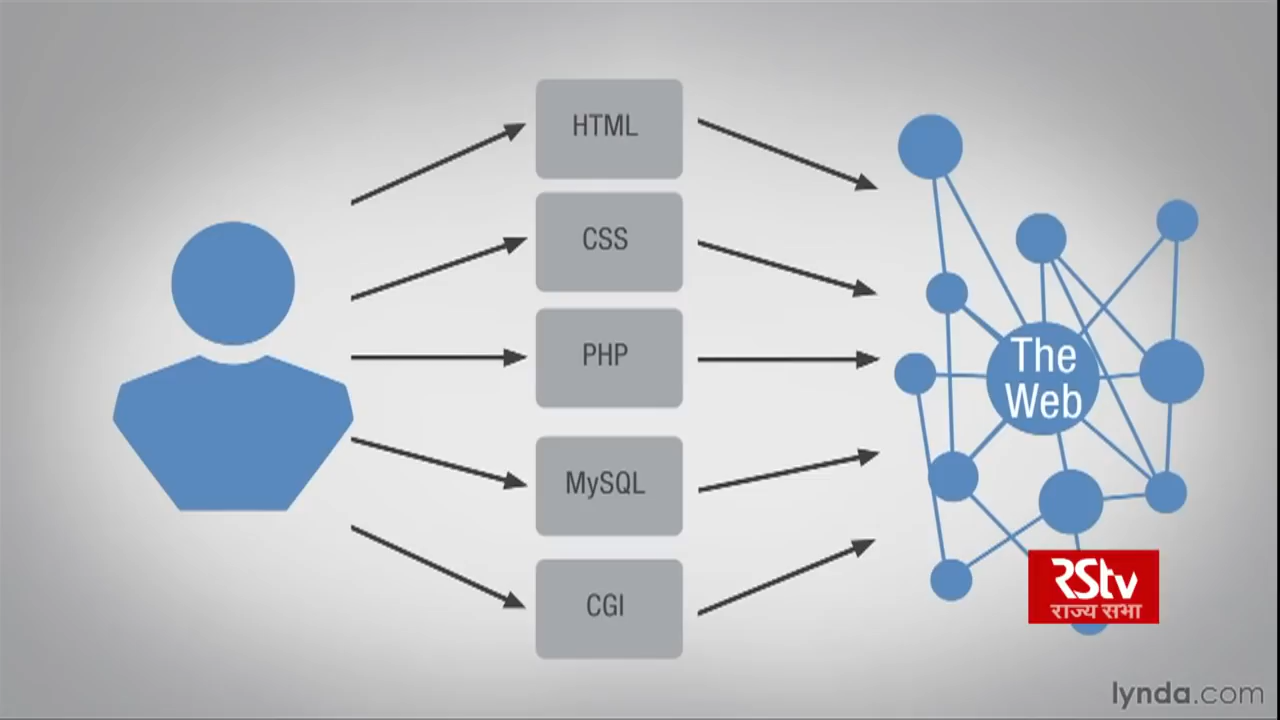 HTML
CSS
PHP
MySQL
CGI
The
Web
RStv
राज्य सभा
lynda.com